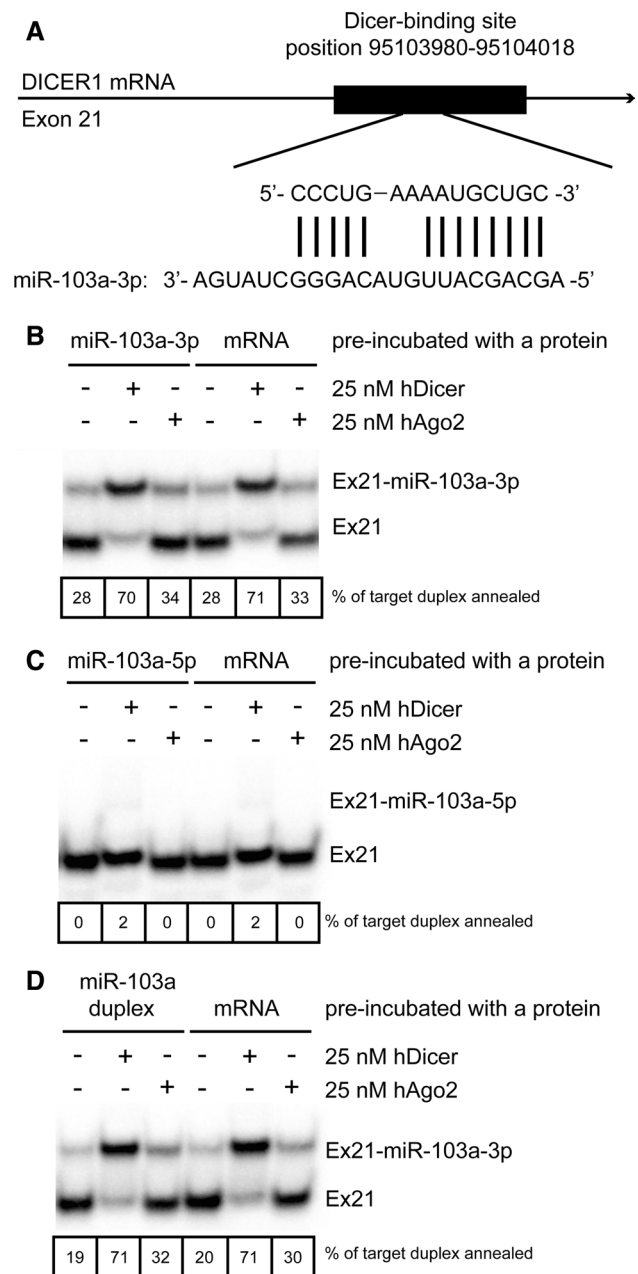 A
Dicer-binding site
position 95103980-95104018
DICER1 mRNA
Exon 21
5'- CCCUG–AAAAUGCUGC -3'
miR-103a-3p: 3'- AGUAUCGGGACAUGUUACGACGA -5'
B
miR-103a-3p mRNA pre-incubated with a protein
- + - - + - 25 nM hDicer
- - + - - + 25 nM hAgo2
Ex21-miR-103a-3p
Ex21
28 70 34 28 71 33 % of target duplex annealed
C
miR-103a-5p mRNA pre-incubated with a protein
- + - - + - 25 nM hDicer
- - + - - + 25 nM hAgo2
Ex21-miR-103a-5p
Ex21
0 2 0 0 2 0 % of target duplex annealed
D
miR-103a
duplex mRNA pre-incubated with a protein
- + - - + - 25 nM hDicer
- - + - - + 25 nM hAgo2
Ex21-miR-103a-3p
Ex21
19 71 32 20 71 30 % of target duplex annealed